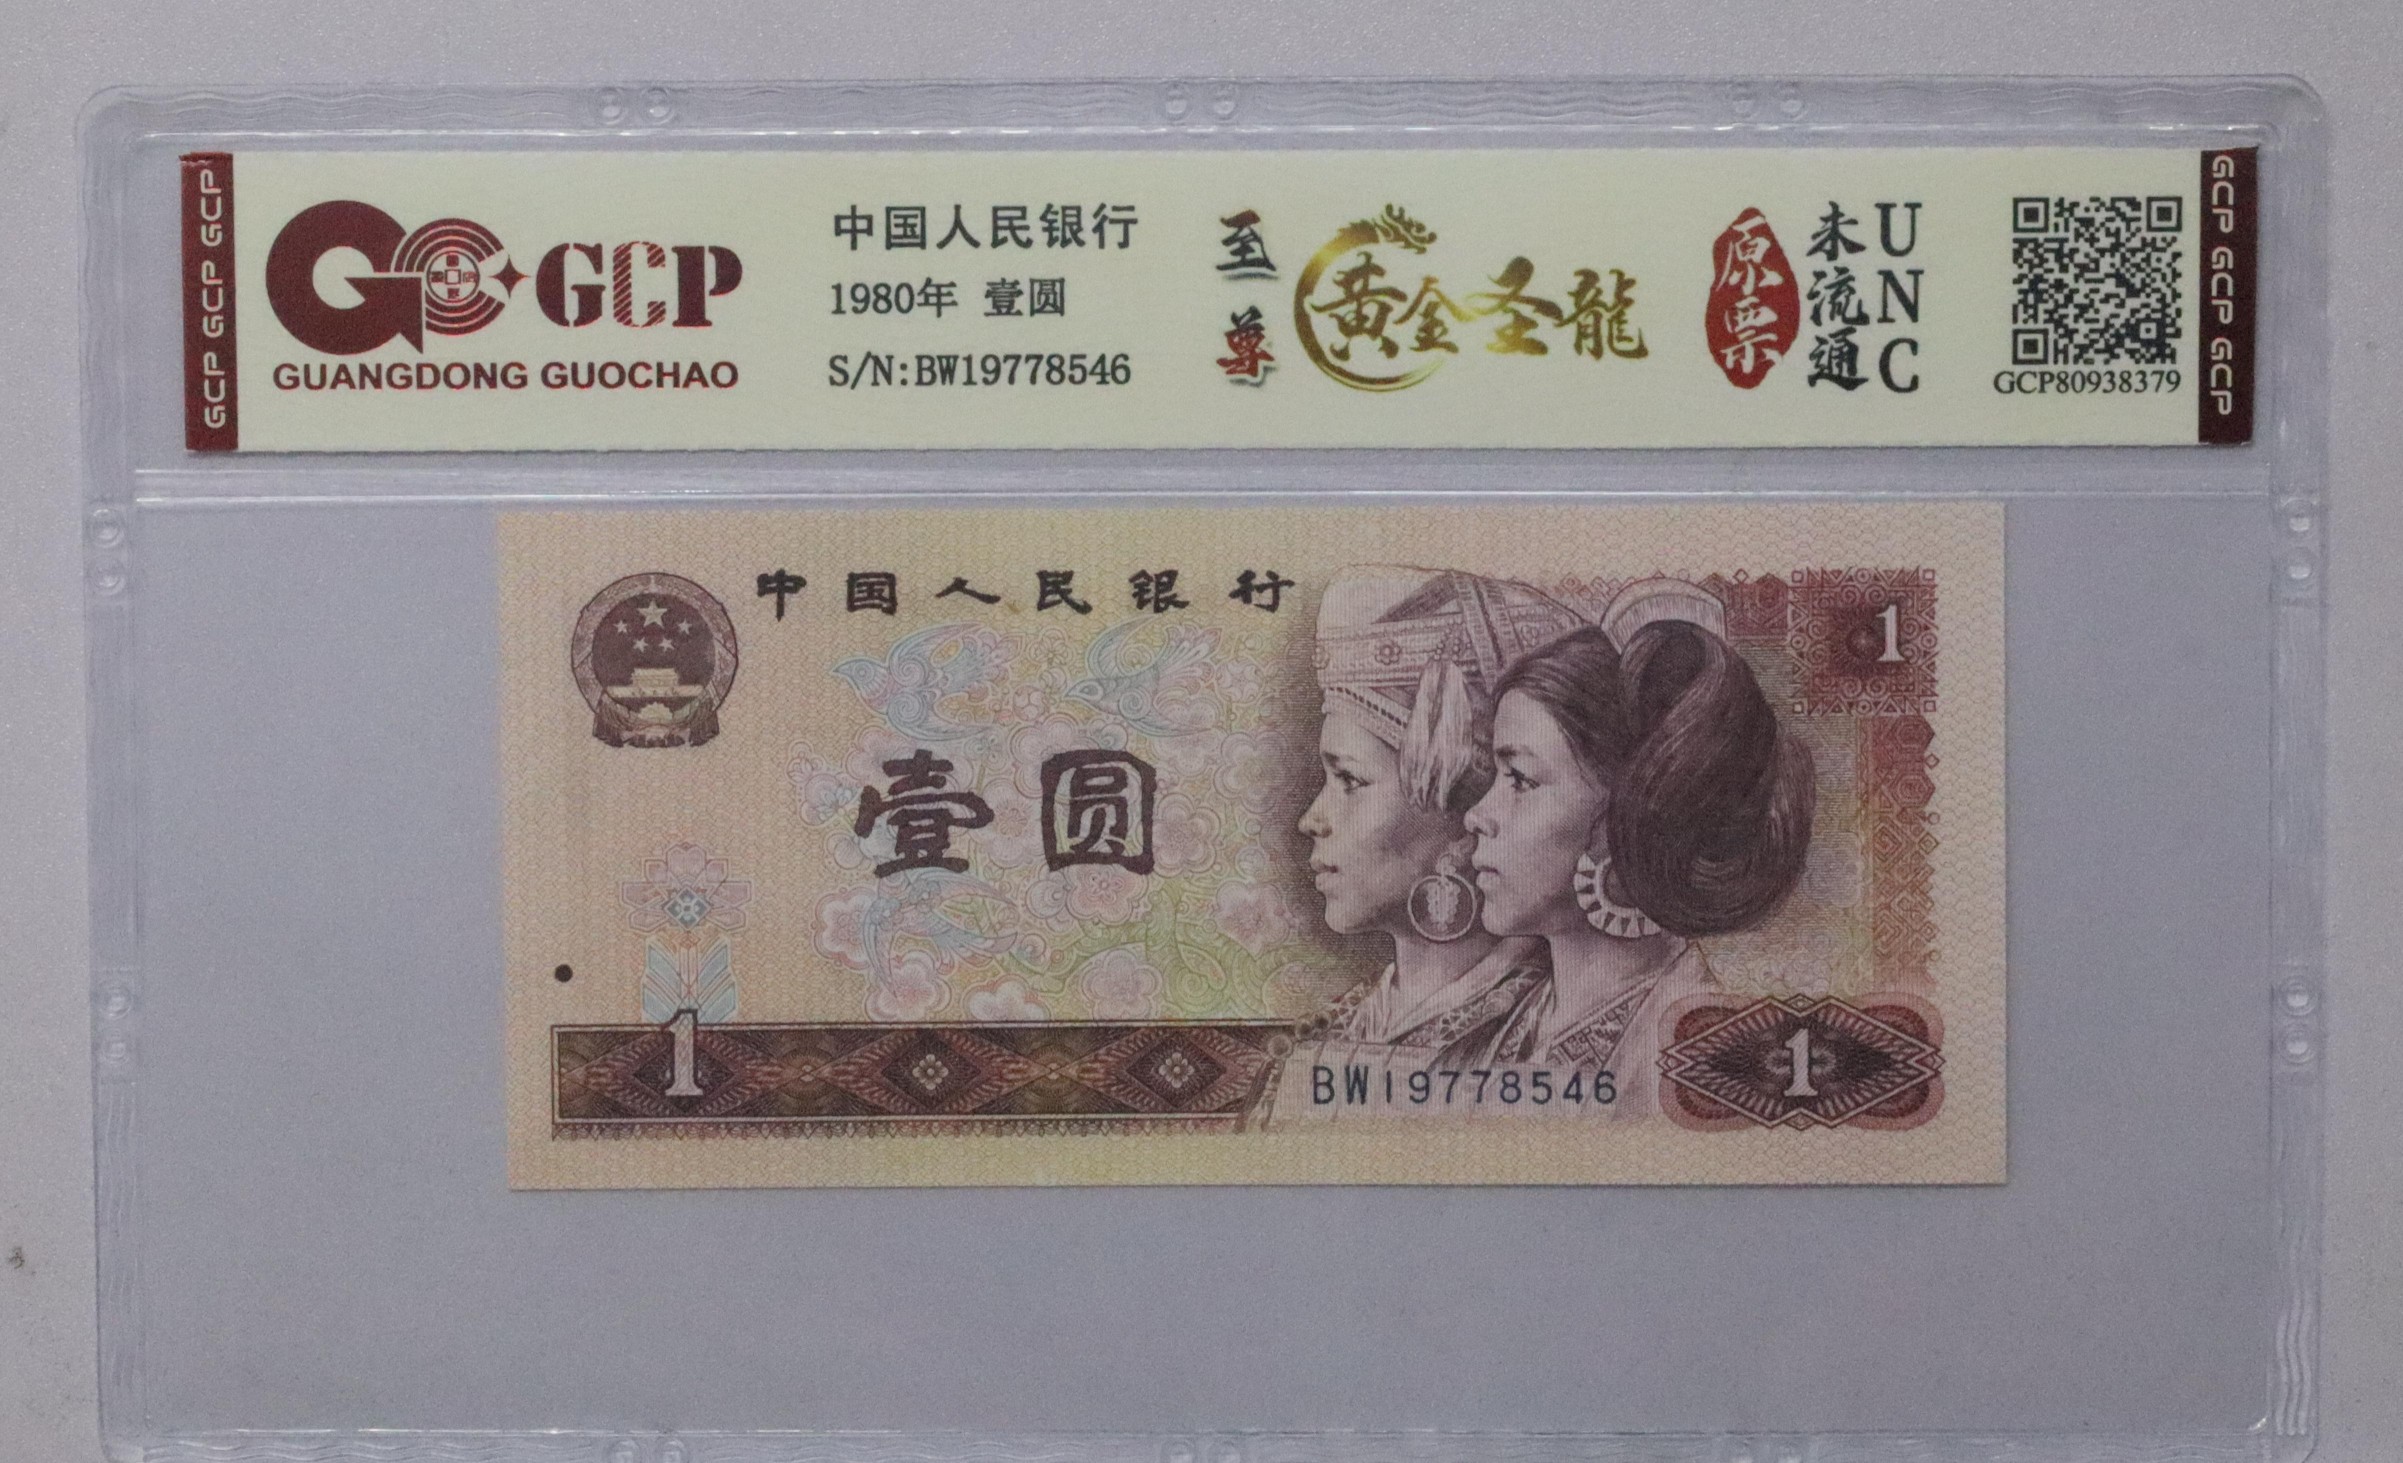 GCP GCP GCP
GCP
GUANGDONG GUOCHAO
中国人民银行
1980年 壹圆
S/N:BW19778546
至尊
黄金圣龍
原票
未流通
UNC
GCP80938379
GCP GCP GCP
中国人民银行
1
壹圆
1
1
BW19778546